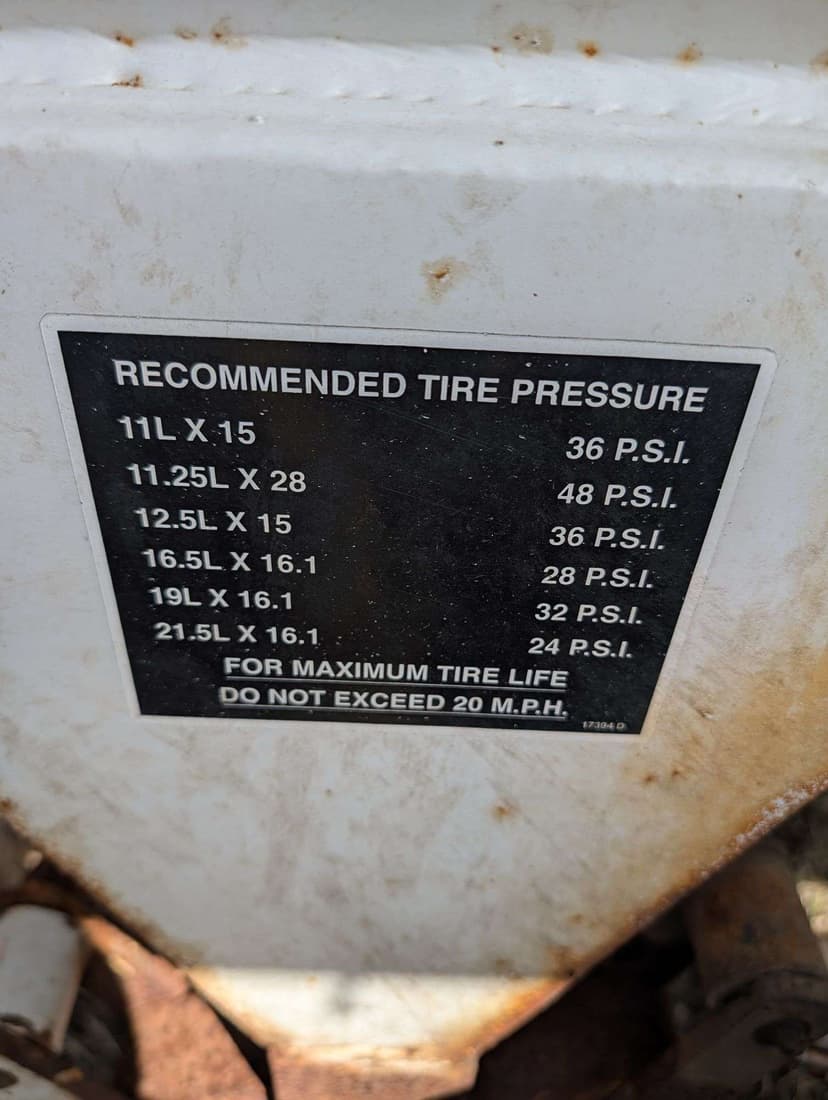 RECOMMENDED TIRE PRESSURE
11L X 15 36 P.S.I.
11.25L X 28 48 P.S.I.
12.5L X 15 36 P.S.I.
16.5L X 16.1 28 P.S.I.
19L X 16.1 32 P.S.I.
21.5L X 16.1 24 P.S.I.
FOR MAXIMUM TIRE LIFE
DO NOT EXCEED 20 M.P.H.
17394 D